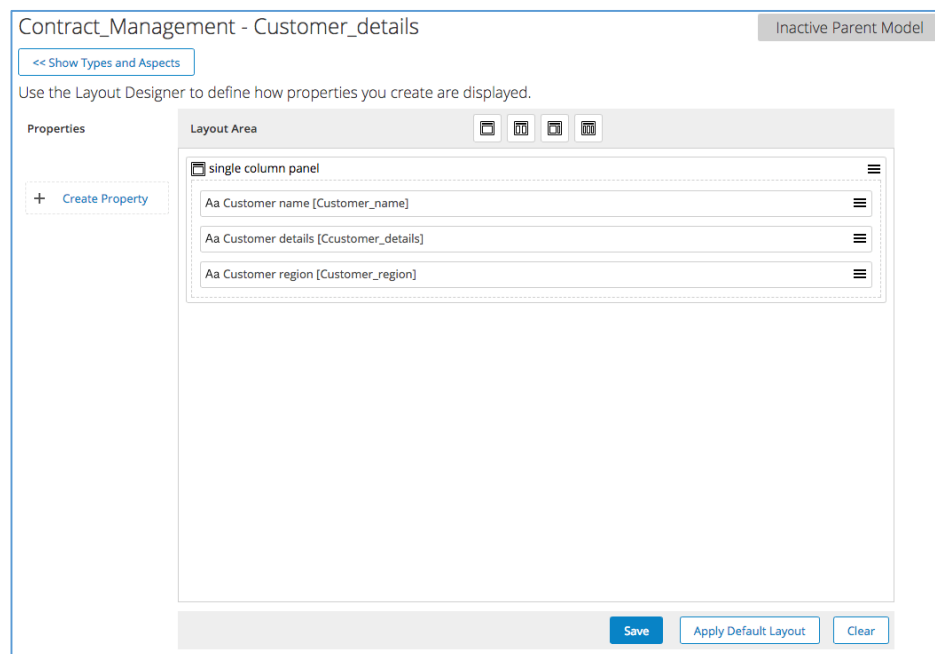 Contract_Management - Customer_details
Inactive Parent Model
<< Show Types and Aspects
Use the Layout Designer to define how properties you create are displayed.
Properties
Layout Area
single column panel
+ Create Property
Aa Customer name [Customer_name]
Aa Customer details [Ccustomer_details]
Aa Customer region [Customer_region]
Save
Apply Default Layout
Clear